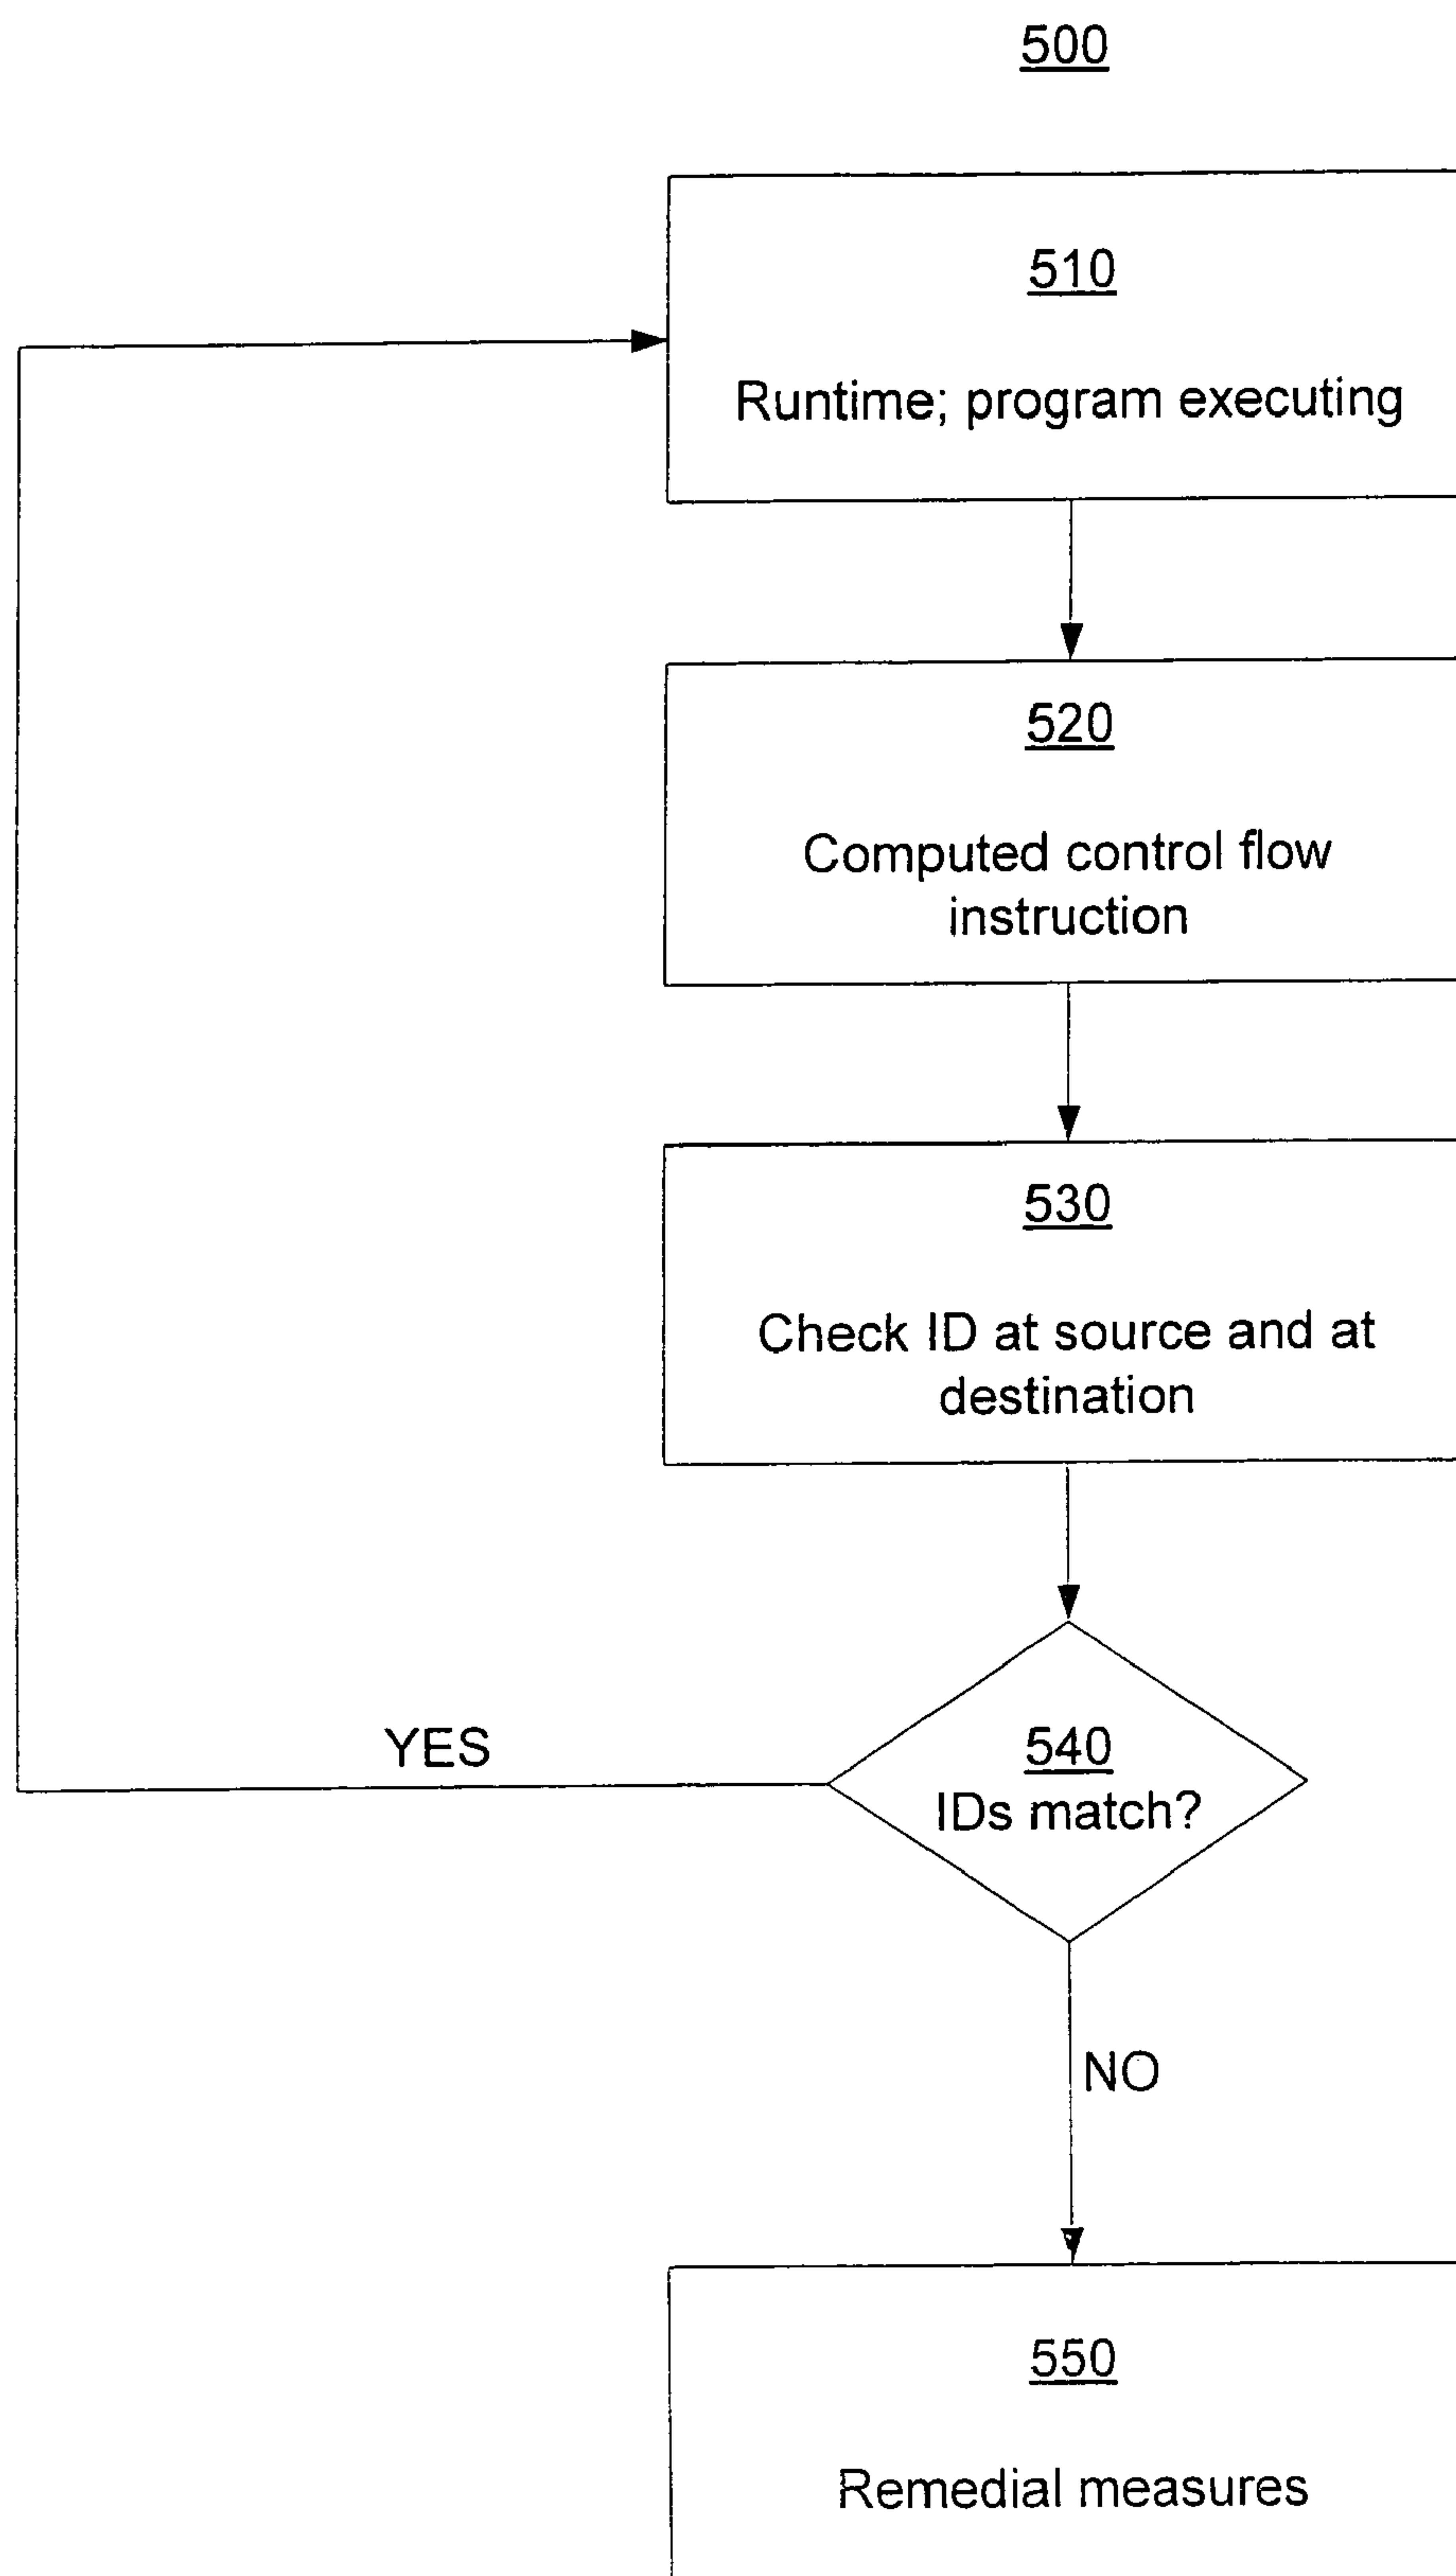 500
510
Runtime; program executing
520
Computed control flow
instruction
530
Check ID at source and at
destination
540
IDs match?
YES
NO
550
Remedial measures